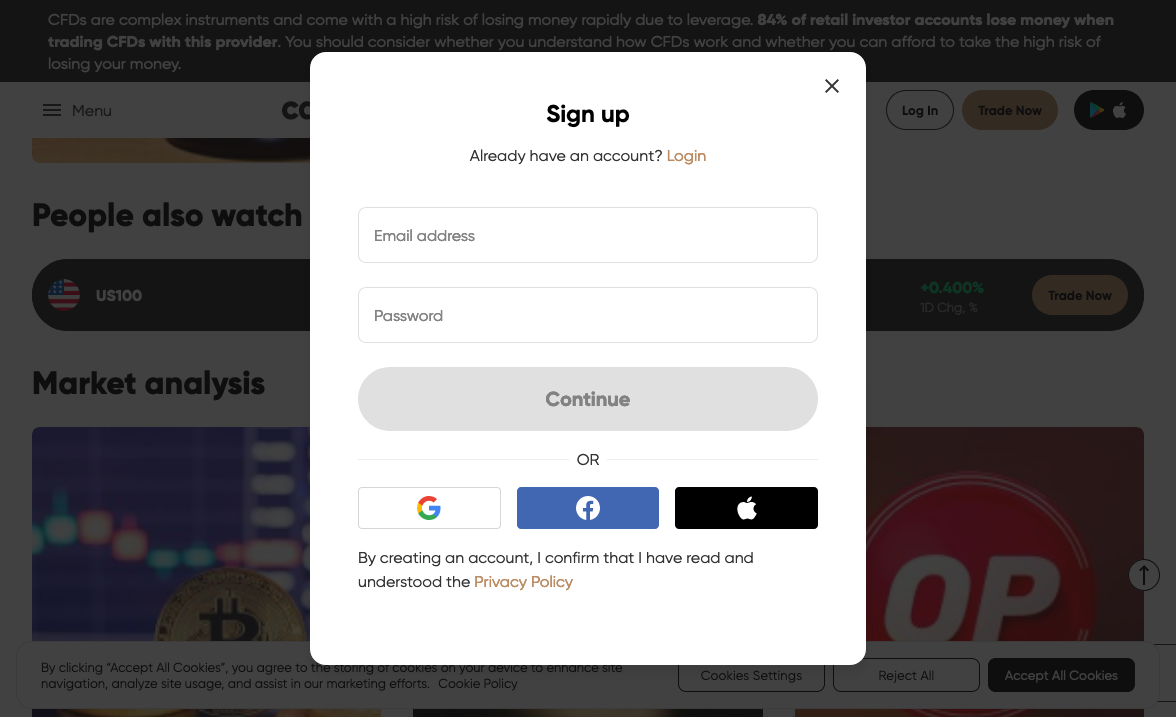 CFDs are complex instruments and come with a high risk of losing money rapidly due to leverage. 84% of retail investor accounts lose money when
trading CFDs with this provider. You should consider whether you understand how CFDs work and whether you can afford to take the high risk of
losing your money.
Menu
Log In
Trade Now
Sign up
Already have an account? Login
People also watch
Email address
US100
+0.400%
1D Chg, %
Trade Now
Password
Market analysis
Continue
OR
By creating an account, I confirm that I have read and
understood the Privacy Policy
OP
By clicking “Accept All Cookies”, you agree to the storing of cookies on your device to enhance site
navigation, analyze site usage, and assist in our marketing efforts. Cookie Policy
Cookies Settings
Reject All
Accept All Cookies